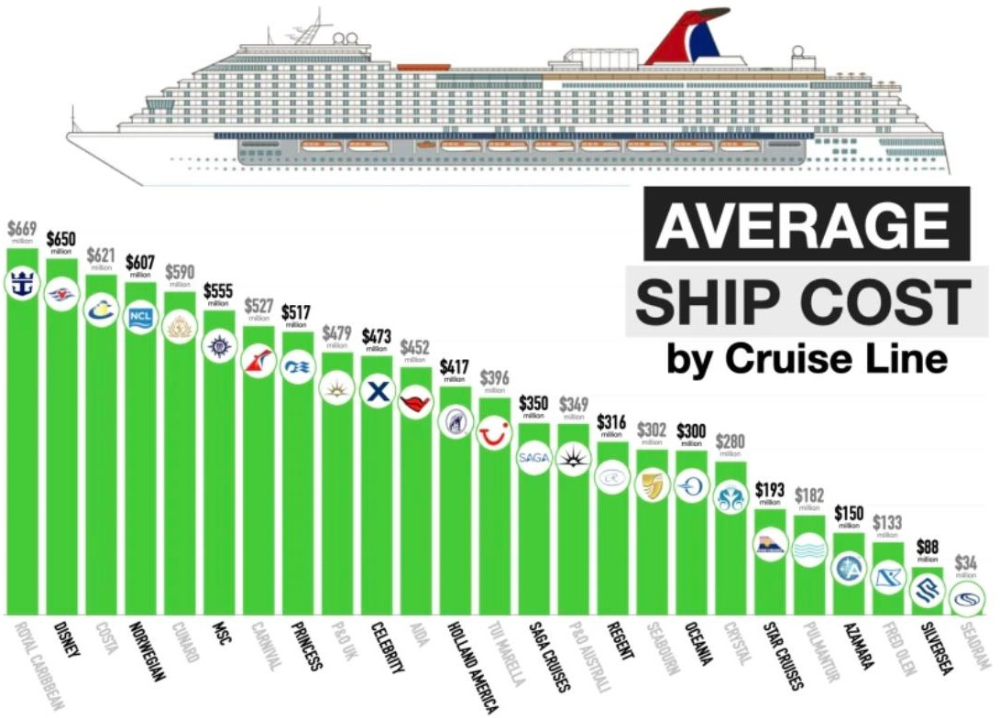 AVERAGE
SHIP COST
by Cruise Line
$669
million
$650
million
$621
million
$607
million
$590
million
$555
million
$527
million
$517
million
$479
million
$473
million
$452
million
$417
million
$396
million
$350
million
$349
million
$316
million
$302
million
$300
million
$280
million
$193
million
$182
million
$150
million
$133
million
$88
million
$34
million
NCL
X
SAGA
R
A
ROYAL CARIBBEAN
DISNEY
COSTA
NORWEGIAN
CUNARD
MSC
CARNIVAL
PRINCESS
P&O UK
CELEBRITY
AIDA
HOLLAND AMERICA
TUI MARELLA
SAGA CRUISES
P&O AUSTRALI
REGENT
SEABOURN
OCEANIA
CRYSTAL
STAR CRUISES
PULMANTUR
AZAMARA
FRED OLEN
SILVERSEA
SEADRAM